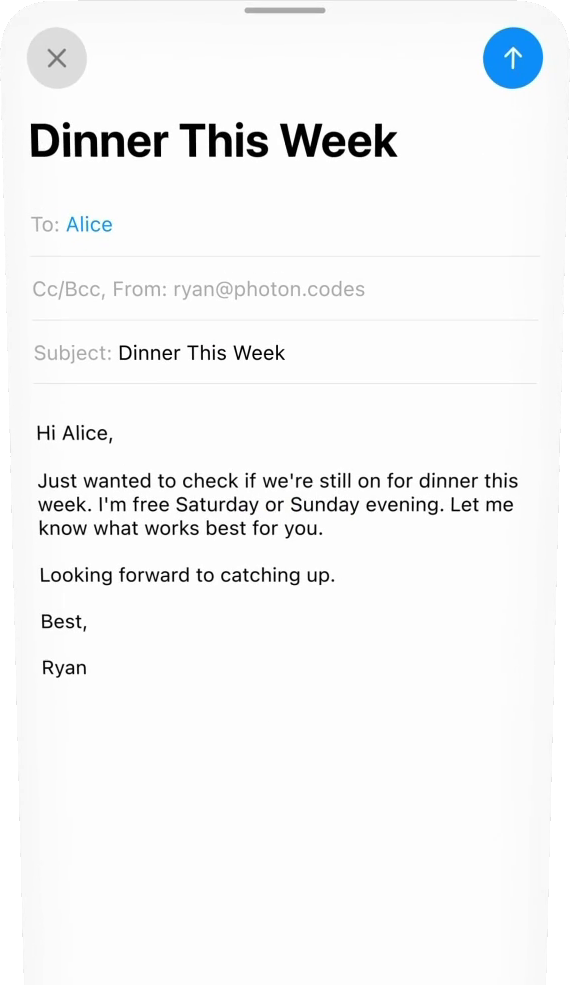 Dinner This Week
To: Alice
Cc/Bcc, From: ryan@photon.codes
Subject: Dinner This Week
Hi Alice,
Just wanted to check if we're still on for dinner this
week. I'm free Saturday or Sunday evening. Let me
know what works best for you.
Looking forward to catching up.
Best,
Ryan